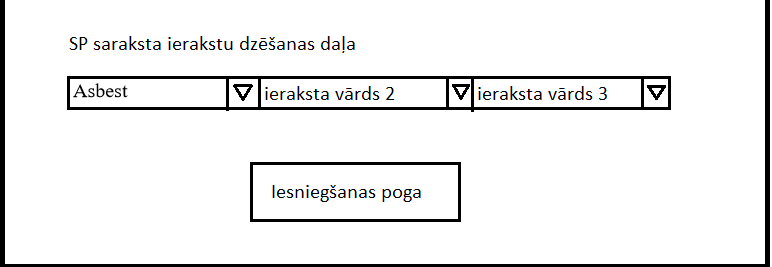 SP saraksta ierakstu dzēšanas daļa
Asbest ieraksta vārds 2 ieraksta vārds 3
Iesniegšanas poga